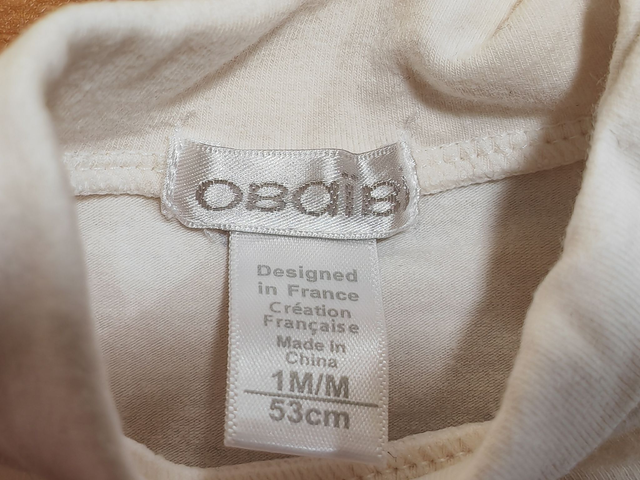 obaïbi
Designed
in France
Création
Française
Made in
China
1M/M
53cm